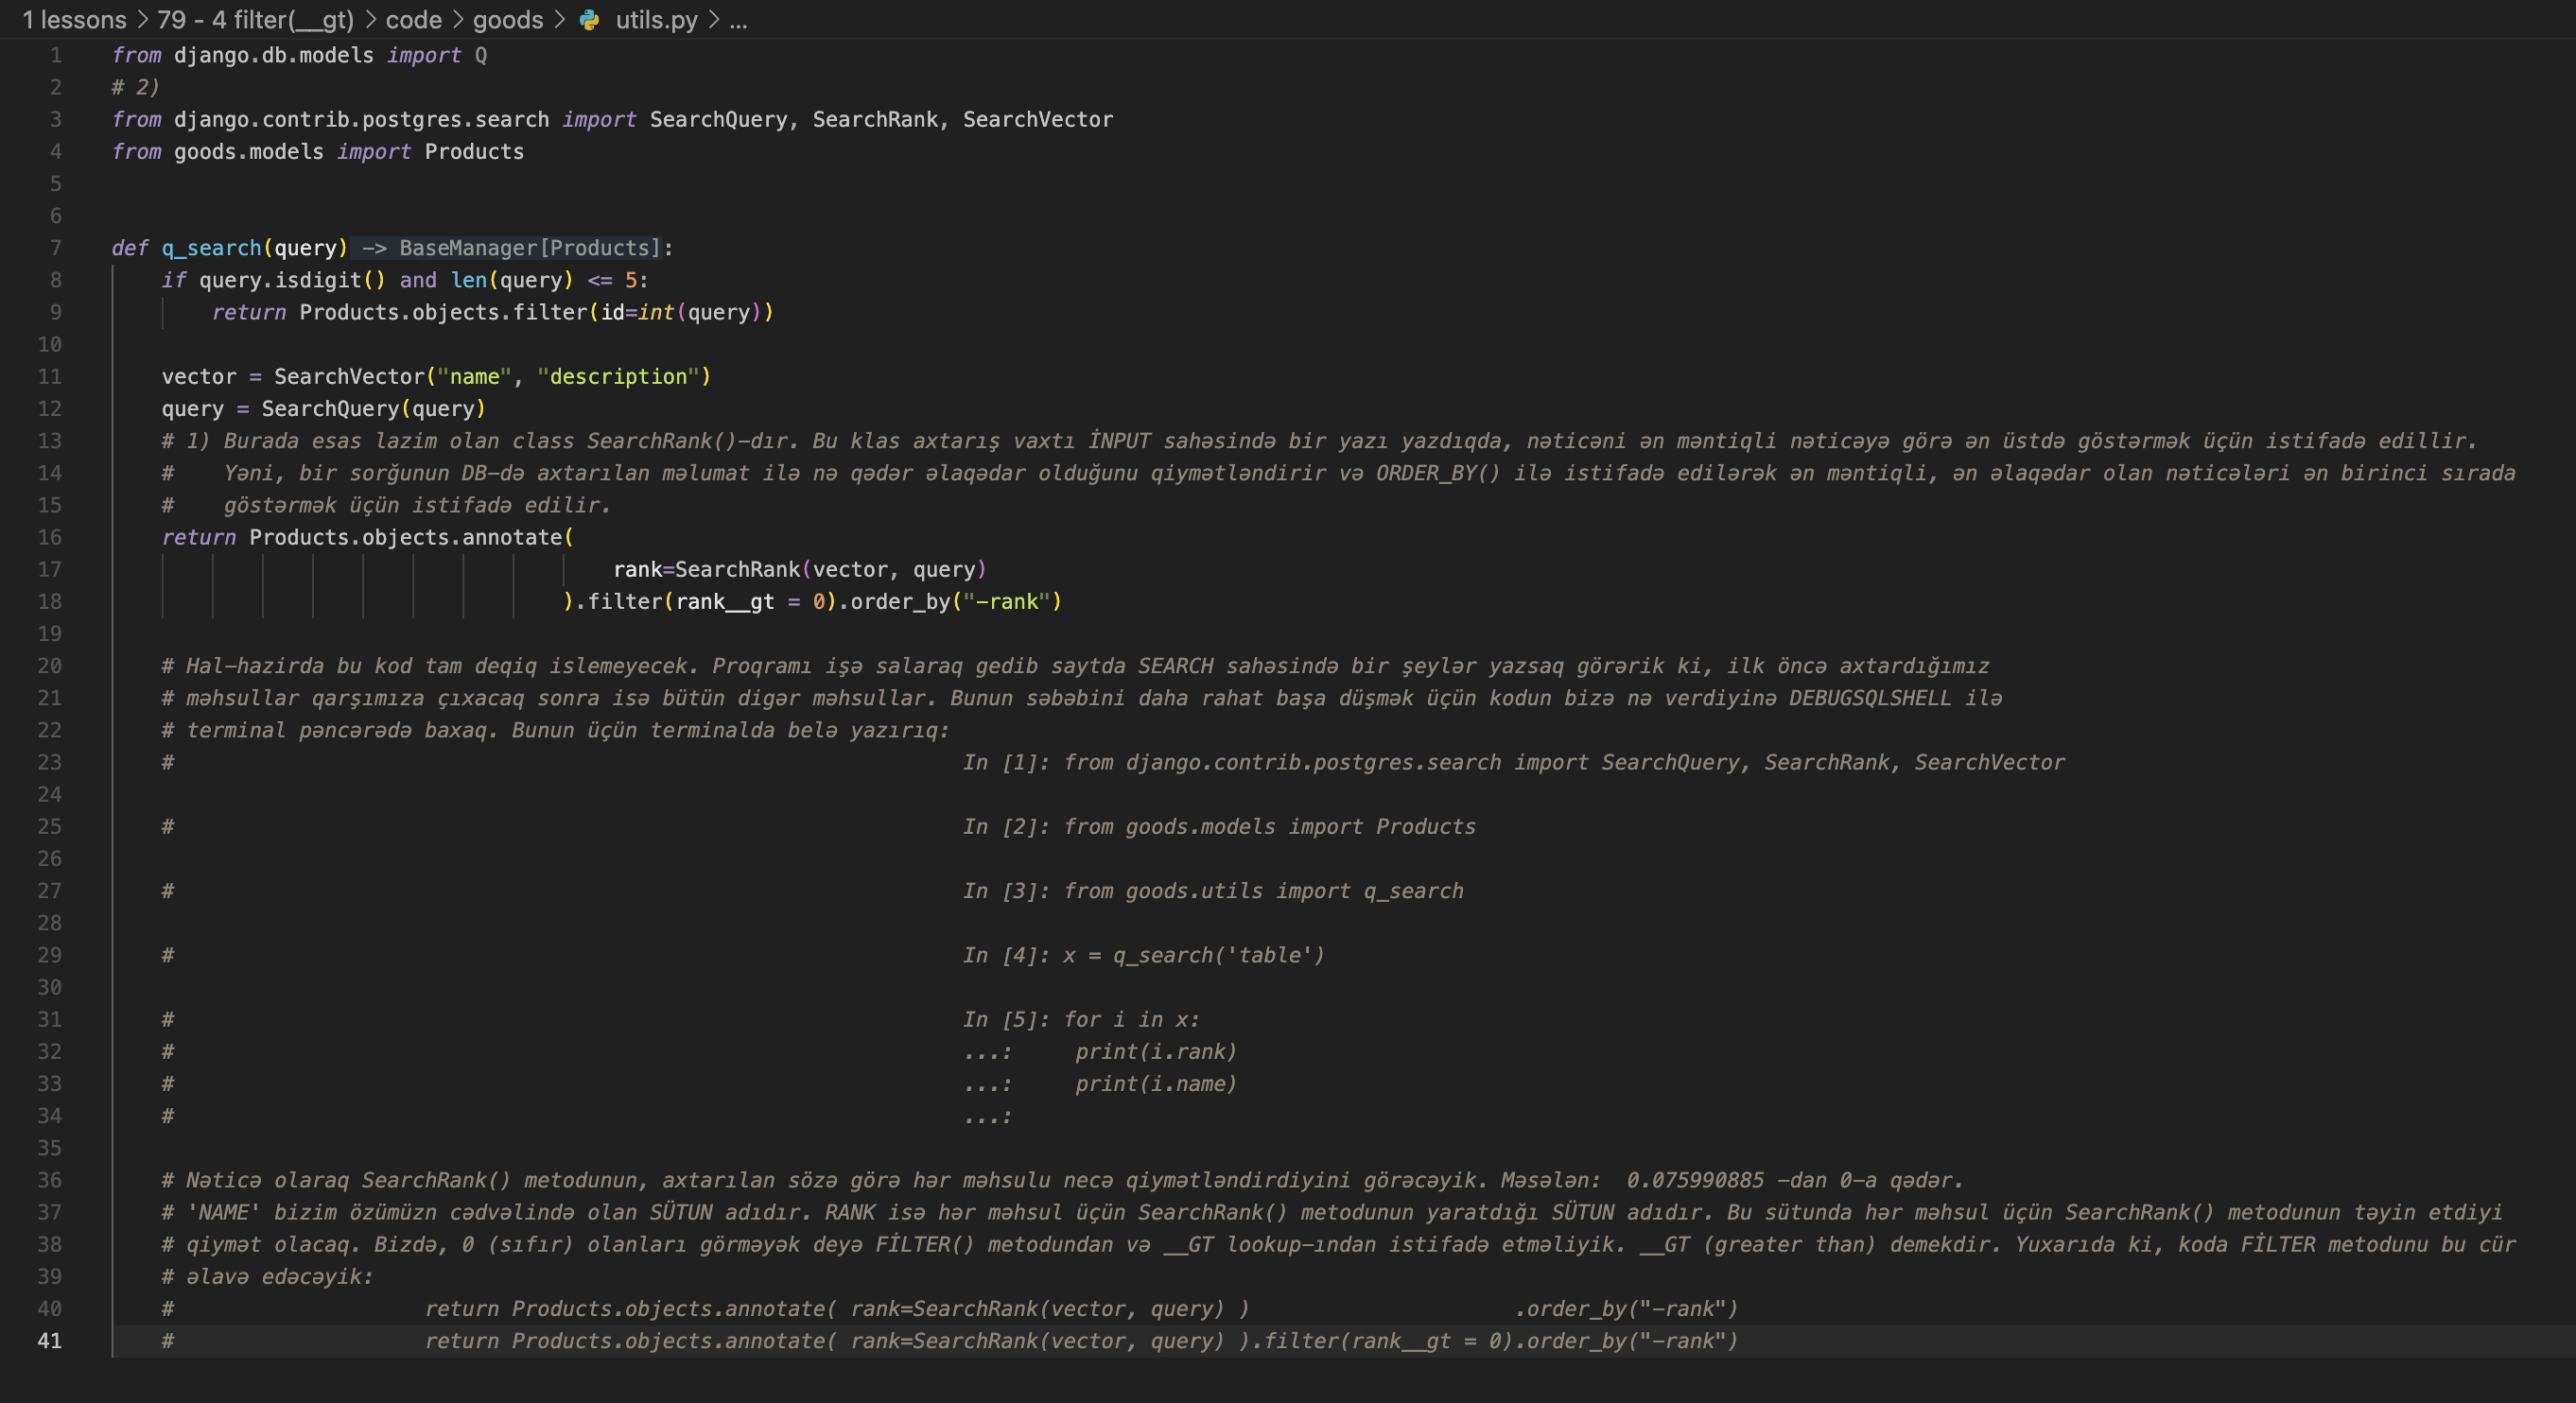 1 lessons > 79 - 4 filter(__gt) > code > goods > utils.py > ...
1 from django.db.models import Q
2 # 2)
3 from django.contrib.postgres.search import SearchQuery, SearchRank, SearchVector
4 from goods.models import Products
5
6
7 def q_search(query) -> BaseManager[Products]:
8     if query.isdigit() and len(query) <= 5:
9         return Products.objects.filter(id=int(query))
10
11     vector = SearchVector("name", "description")
12     query = SearchQuery(query)
13     # 1) Burada esas lazim olan class SearchRank()-dır. Bu klas axtarış vaxtı İNPUT sahəsində bir yazı yazdıqda, nəticəni ən məntiqli nəticəyə görə ən üstdə göstərmək üçün istifadə edillir.
14     #    Yəni, bir sorğunun DB-də axtarılan məlumat ilə nə qədər əlaqədar olduğunu qiymətləndirir və ORDER_BY() ilə istifadə edilərək ən məntiqli, ən əlaqədar olan nəticələri ən birinci sırada
15     #    göstərmək üçün istifadə edilir.
16     return Products.objects.annotate(
17                                         rank=SearchRank(vector, query)
18                                     ).filter(rank__gt = 0).order_by("-rank")
19
20     # Hal-hazirda bu kod tam deqiq islemeyecek. Proqramı işə salaraq gedib saytda SEARCH sahəsində bir şeylər yazsaq görərik ki, ilk öncə axtardığımız
21     # məhsullar qarşımıza çıxacaq sonra isə bütün digər məhsullar. Bunun səbəbini daha rahat başa düşmək üçün kodun bizə nə verdiyinə DEBUGSQLSHELL ilə
22     # terminal pəncərədə baxaq. Bunun üçün terminalda belə yazırıq:
23     #                                                               In [1]: from django.contrib.postgres.search import SearchQuery, SearchRank, SearchVector
24
25     #                                                               In [2]: from goods.models import Products
26
27     #                                                               In [3]: from goods.utils import q_search
28
29     #                                                               In [4]: x = q_search('table')
30
31     #                                                               In [5]: for i in x:
32     #                                                               ...:     print(i.rank)
33     #                                                               ...:     print(i.name)
34     #                                                               ...:
35
36     # Nəticə olaraq SearchRank() metodunun, axtarılan sözə görə hər məhsulu necə qiymətləndirdiyini görəcəyik. Məsələn:  0.075990885 -dan 0-a qədər.
37     # 'NAME' bizim özümüzn cədvəlində olan SÜTUN adıdır. RANK isə hər məhsul üçün SearchRank() metodunun yaratdığı SÜTUN adıdır. Bu sütunda hər məhsul üçün SearchRank() metodunun təyin etdiyi
38     # qiymət olacaq. Bizdə, 0 (sıfır) olanları görməyək deyə FİLTER() metodundan və __GT lookup-ından istifadə etməliyik. __GT (greater than) demekdir. Yuxarıda ki, koda FİLTER metodunu bu cür
39     # əlavə edəcəyik:
40     #                    return Products.objects.annotate( rank=SearchRank(vector, query) )                     .order_by("-rank")
41     #                    return Products.objects.annotate( rank=SearchRank(vector, query) ).filter(rank__gt = 0).order_by("-rank")